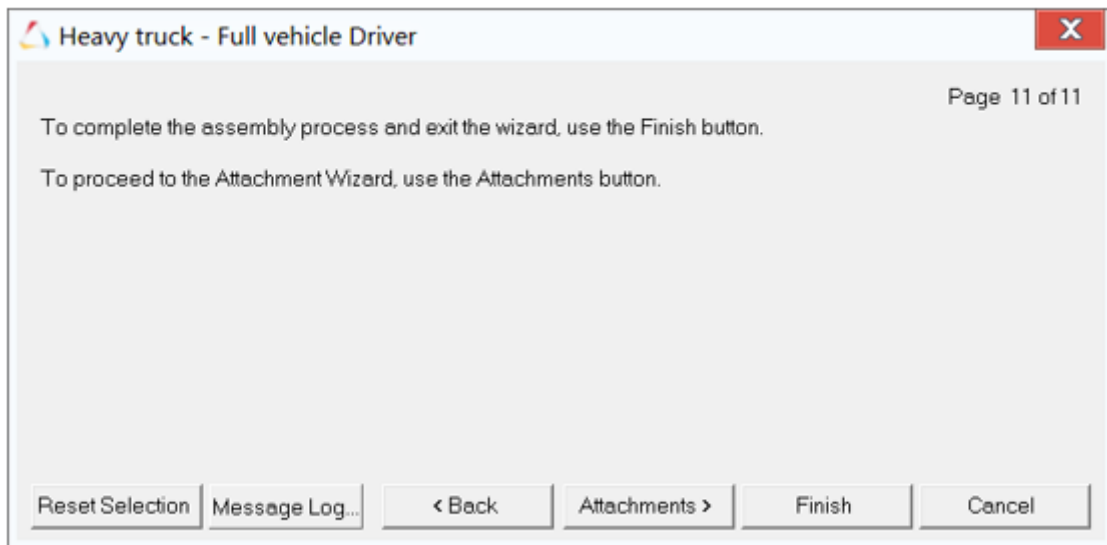 Heavy truck - Full vehicle Driver
Page 11 of 11
To complete the assembly process and exit the wizard, use the Finish button.
To proceed to the Attachment Wizard, use the Attachments button.
Reset Selection Message Log... < Back Attachments > Finish Cancel